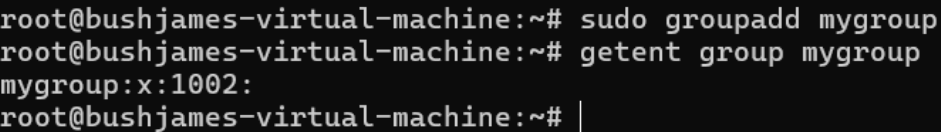 root@bushjames-virtual-machine:~# sudo groupadd mygroup
root@bushjames-virtual-machine:~# getent group mygroup
mygroup:x:1002:
root@bushjames-virtual-machine:~#